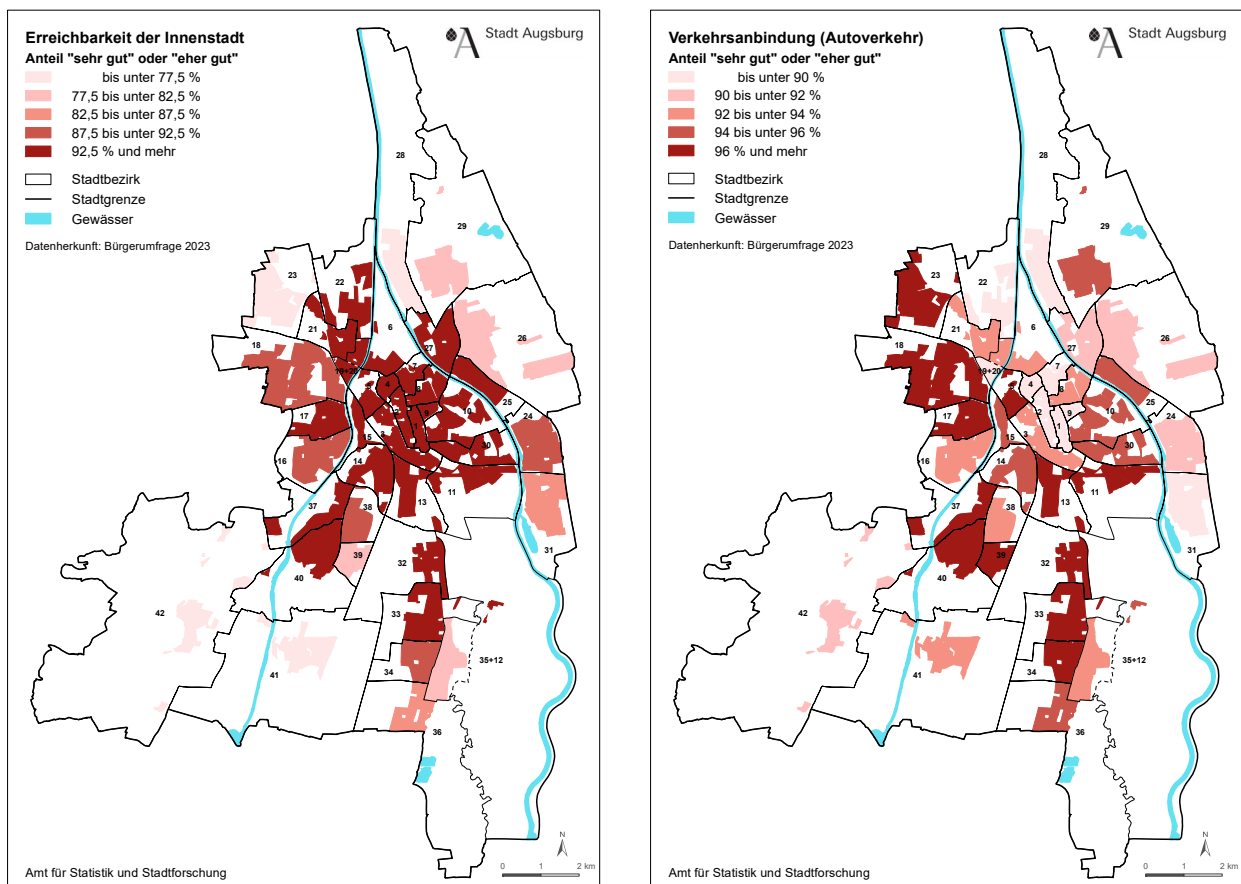 Erreichbarkeit der Innenstadt
Anteil "sehr gut" oder "eher gut"
bis unter 77,5 %
77,5 bis unter 82,5 %
82,5 bis unter 87,5 %
87,5 bis unter 92,5 %
92,5 % und mehr
Stadtbezirk
Stadtgrenze
Gewässer
Datenherkunft: Bürgerumfrage 2023
A Stadt Augsburg
28
29
23
22
21
6
26
18
27
7
19+20
4
8
25
17
2
9
10
24
1
3
30
16
15
14
11
13
37
38
31
39
32
40
42
33
35+12
34
41
36
N
0 1 2 km
Amt für Statistik und Stadtforschung
Verkehrsanbindung (Autoverkehr)
Anteil "sehr gut" oder "eher gut"
bis unter 90 %
90 bis unter 92 %
92 bis unter 94 %
94 bis unter 96 %
96 % und mehr
Stadtbezirk
Stadtgrenze
Gewässer
Datenherkunft: Bürgerumfrage 2023
A Stadt Augsburg
28
29
23
22
21
6
26
18
27
7
19+20
4
8
25
17
2
9
10
24
1
3
30
16
15
14
11
13
37
38
31
39
32
40
42
33
35+12
34
41
36
N
0 1 2 km
Amt für Statistik und Stadtforschung